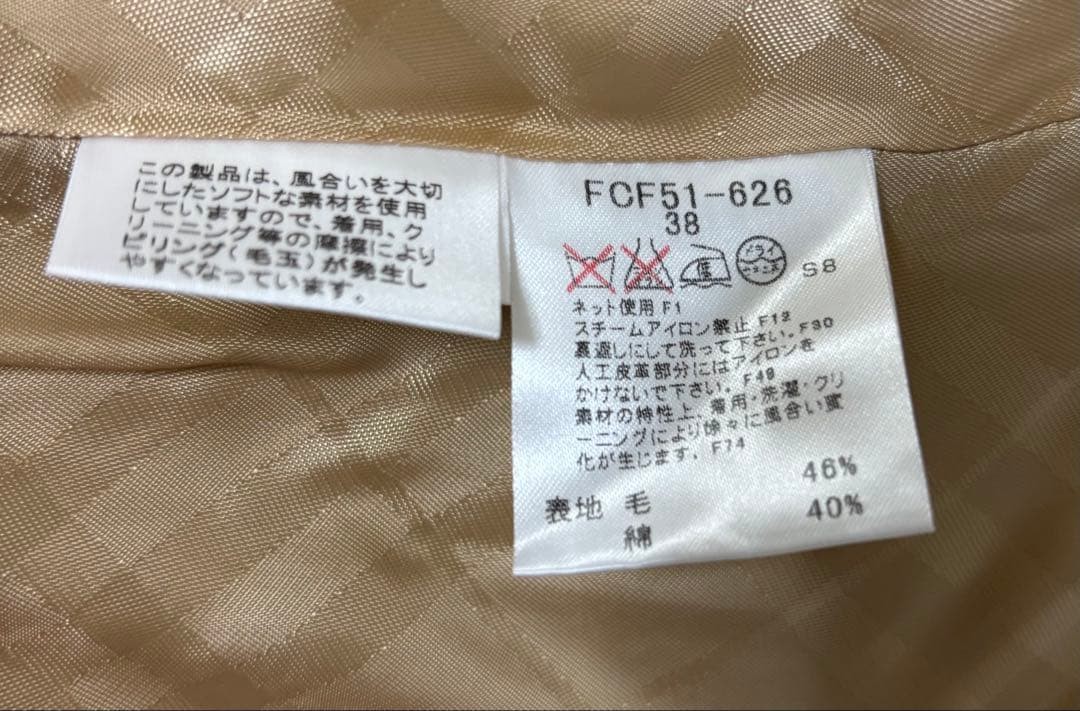 この製品は、風合いを大切
にしたソフトな素材を使用
していますので、着用、ク
リーニング等の摩擦により
ピリング(毛玉)が発生し
やすくなっています。
FCF51-626
38
低 ドライ セキユ系 S8
ネット使用 F1
スチームアイロン禁止 F12
裏返しにして洗って下さい. F30
人工皮革部分にはアイロンを
かけないで下さい. F49
素材の特性上、着用・洗濯・クリ
ーニングにより徐々に風合い変
化が生じます. F74
表地 毛 46%
綿 40%